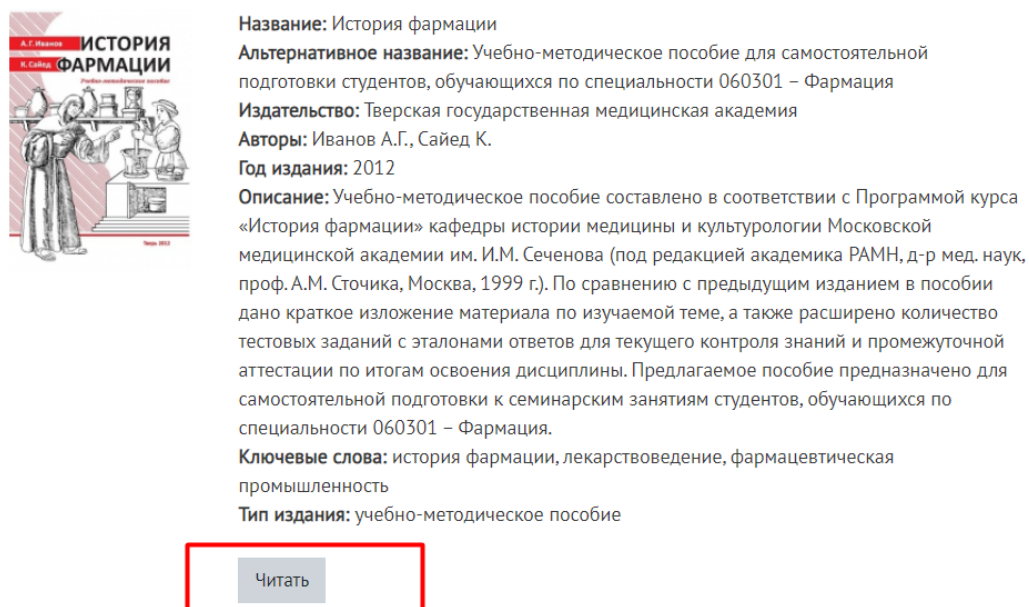 А.Г. Иванов
К. Сайед
ИСТОРИЯ
ФАРМАЦИИ
Учебно-методическое пособие
Тверь 2012
Название: История фармации
Альтернативное название: Учебно-методическое пособие для самостоятельной
подготовки студентов, обучающихся по специальности 060301 – Фармация
Издательство: Тверская государственная медицинская академия
Авторы: Иванов А.Г., Сайед К.
Год издания: 2012
Описание: Учебно-методическое пособие составлено в соответствии с Программой курса
«История фармации» кафедры истории медицины и культурологии Московской
медицинской академии им. И.М. Сеченова (под редакцией академика РАМН, д-р мед. наук,
проф. А.М. Сточика, Москва, 1999 г.). По сравнению с предыдущим изданием в пособии
дано краткое изложение материала по изучаемой теме, а также расширено количество
тестовых заданий с эталонами ответов для текущего контроля знаний и промежуточной
аттестации по итогам освоения дисциплины. Предлагаемое пособие предназначено для
самостоятельной подготовки к семинарским занятиям студентов, обучающихся по
специальности 060301 – Фармация.
Ключевые слова: история фармации, лекарствоведение, фармацевтическая
промышленность
Тип издания: учебно-методическое пособие
Читать